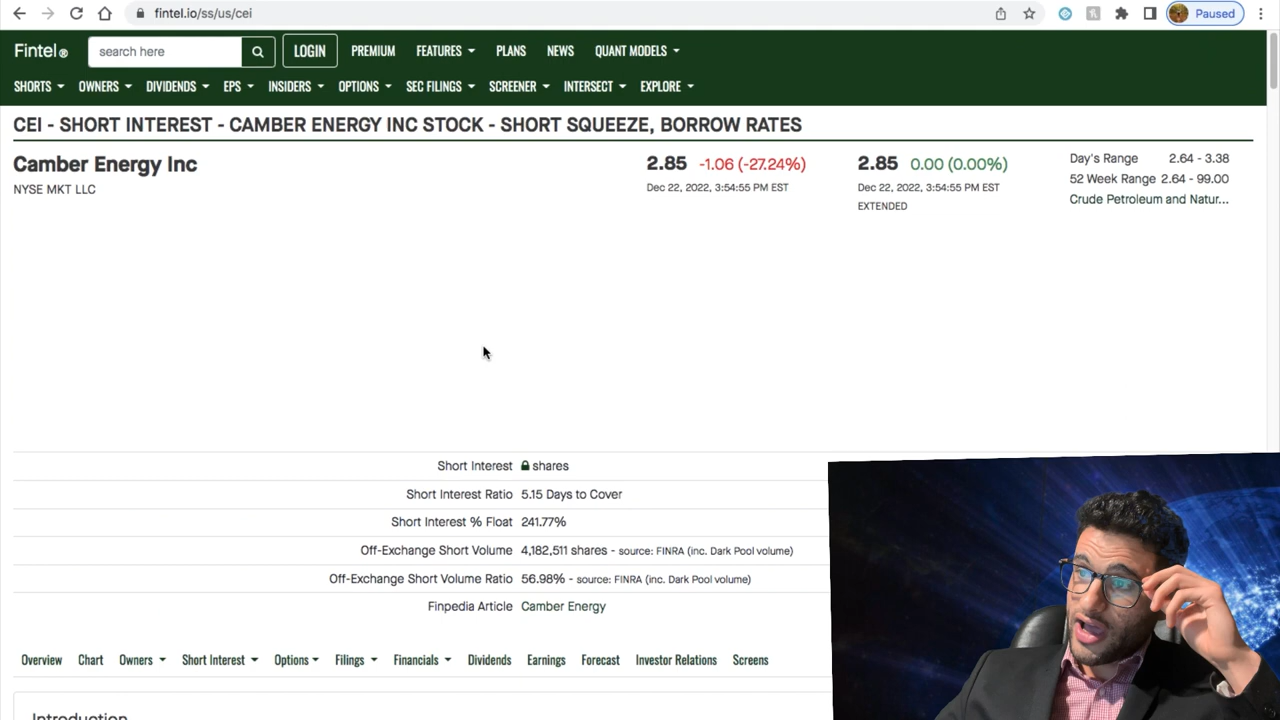 fintel.io/ss/us/cei
Paused
Fintel®
search here
LOGIN
PREMIUM
FEATURES
PLANS
NEWS
QUANT MODELS
SHORTS
OWNERS
DIVIDENDS
EPS
INSIDERS
OPTIONS
SEC FILINGS
SCREENER
INTERSECT
EXPLORE
CEI - SHORT INTEREST - CAMBER ENERGY INC STOCK - SHORT SQUEEZE, BORROW RATES
Camber Energy Inc
NYSE MKT LLC
2.85 -1.06 (-27.24%)
Dec 22, 2022, 3:54:55 PM EST
2.85 0.00 (0.00%)
Dec 22, 2022, 3:54:55 PM EST
EXTENDED
Day's Range 2.64 - 3.38
52 Week Range 2.64 - 99.00
Crude Petroleum and Natur...
Short Interest shares
Short Interest Ratio 5.15 Days to Cover
Short Interest % Float 241.77%
Off-Exchange Short Volume 4,182,511 shares - source: FINRA (inc. Dark Pool volume)
Off-Exchange Short Volume Ratio 56.98% - source: FINRA (inc. Dark Pool volume)
Finpedia Article Camber Energy
Overview
Chart
Owners
Short Interest
Options
Filings
Financials
Dividends
Earnings
Forecast
Investor Relations
Screens
Introduction